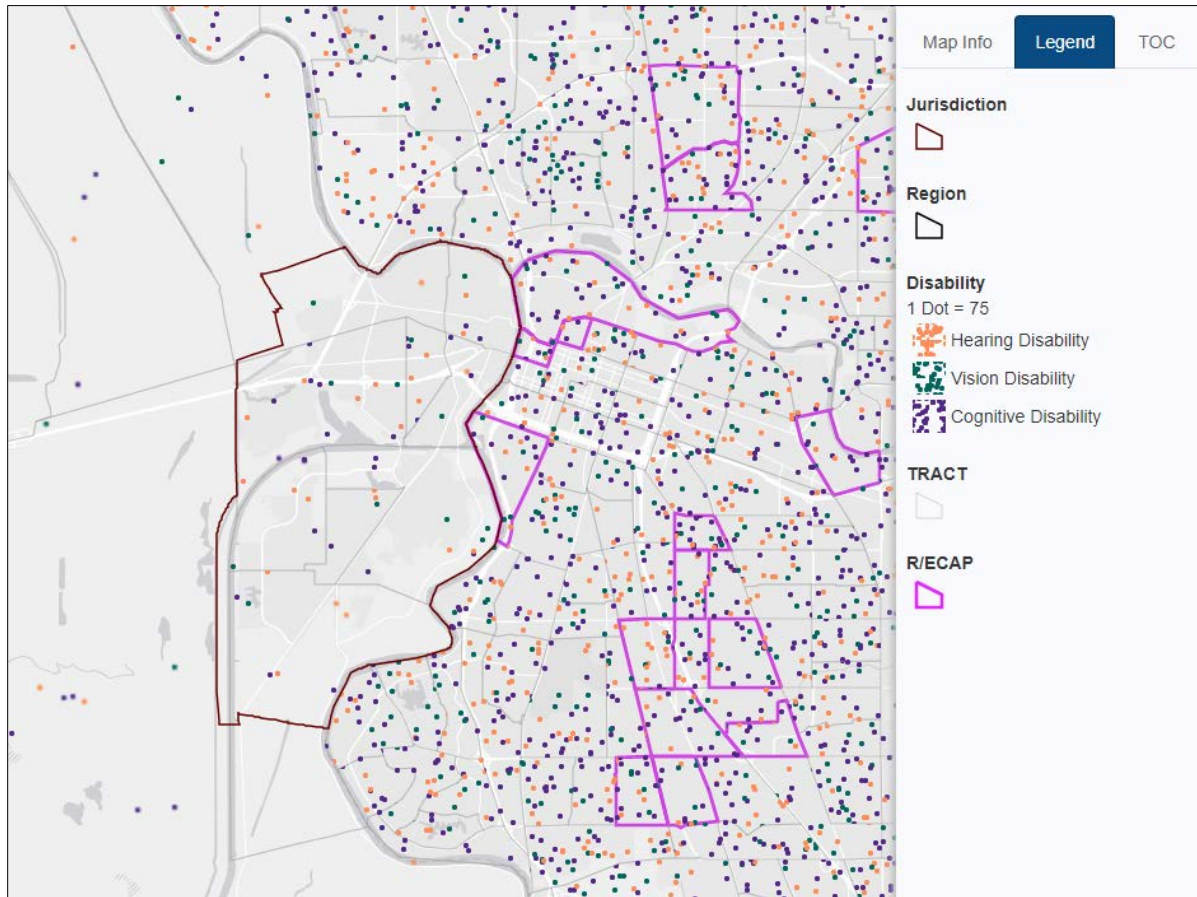 Map Info
Legend
TOC
Jurisdiction
Region
Disability
1 Dot = 75
Hearing Disability
Vision Disability
Cognitive Disability
TRACT
R/ECAP